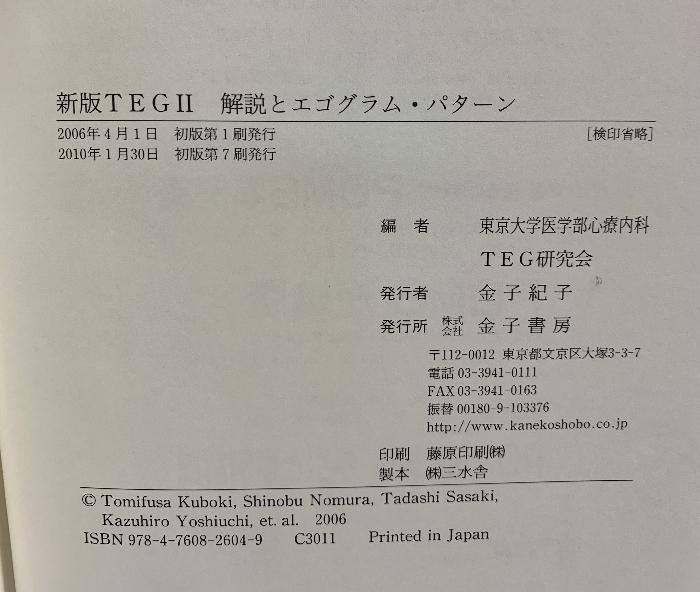 新版TEGII 解説とエゴグラム・パターン
2006年4月1日 初版第1刷発行 [検印省略]
2010年1月30日 初版第7刷発行
編者 東京大学医学部心療内科
TEG研究会
発行者 金子紀子
発行所 株式会社 金子書房
〒112-0012 東京都文京区大塚3-3-7
電話 03-3941-0111
FAX 03-3941-0163
振替 00180-9-103376
http://www.kanekoshobo.co.jp
印刷 藤原印刷㈱
製本 ㈱三水舎
© Tomifusa Kuboki, Shinobu Nomura, Tadashi Sasaki,
Kazuhiro Yoshiuchi, et. al. 2006
ISBN 978-4-7608-2604-9 C3011 Printed in Japan